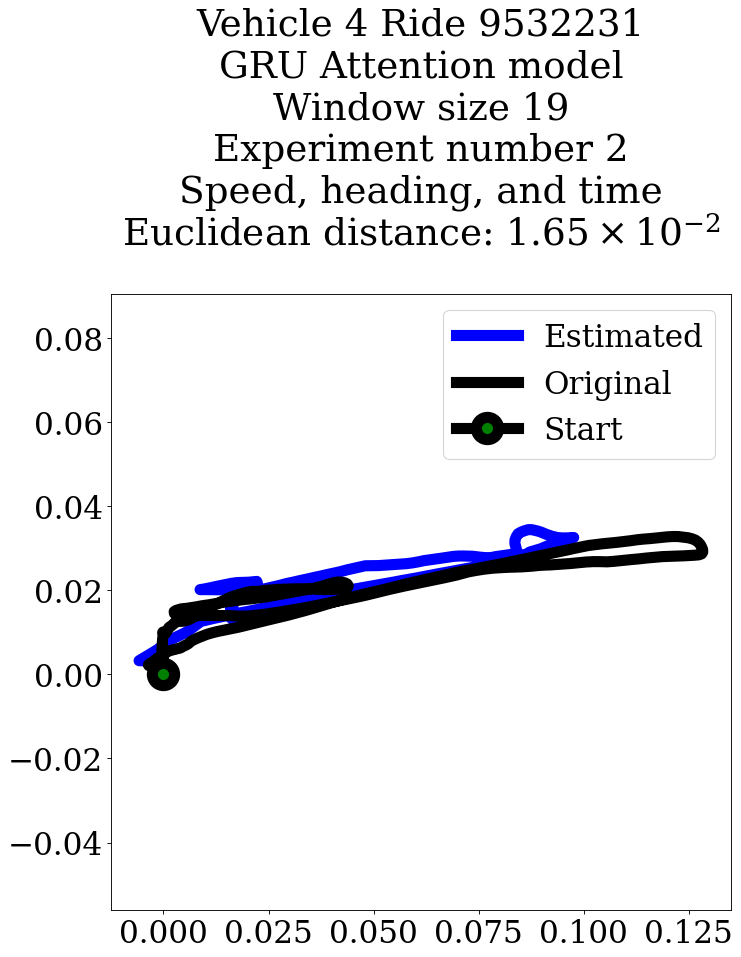 Vehicle 4 Ride 9532231
GRU Attention model
Window size 19
Experiment number 2
Speed, heading, and time
Euclidean distance: 1.65 × 10⁻²
Estimated
Original
Start
0.08
0.06
0.04
0.02
0.00
−0.02
−0.04
0.000 0.025 0.050 0.075 0.100 0.125